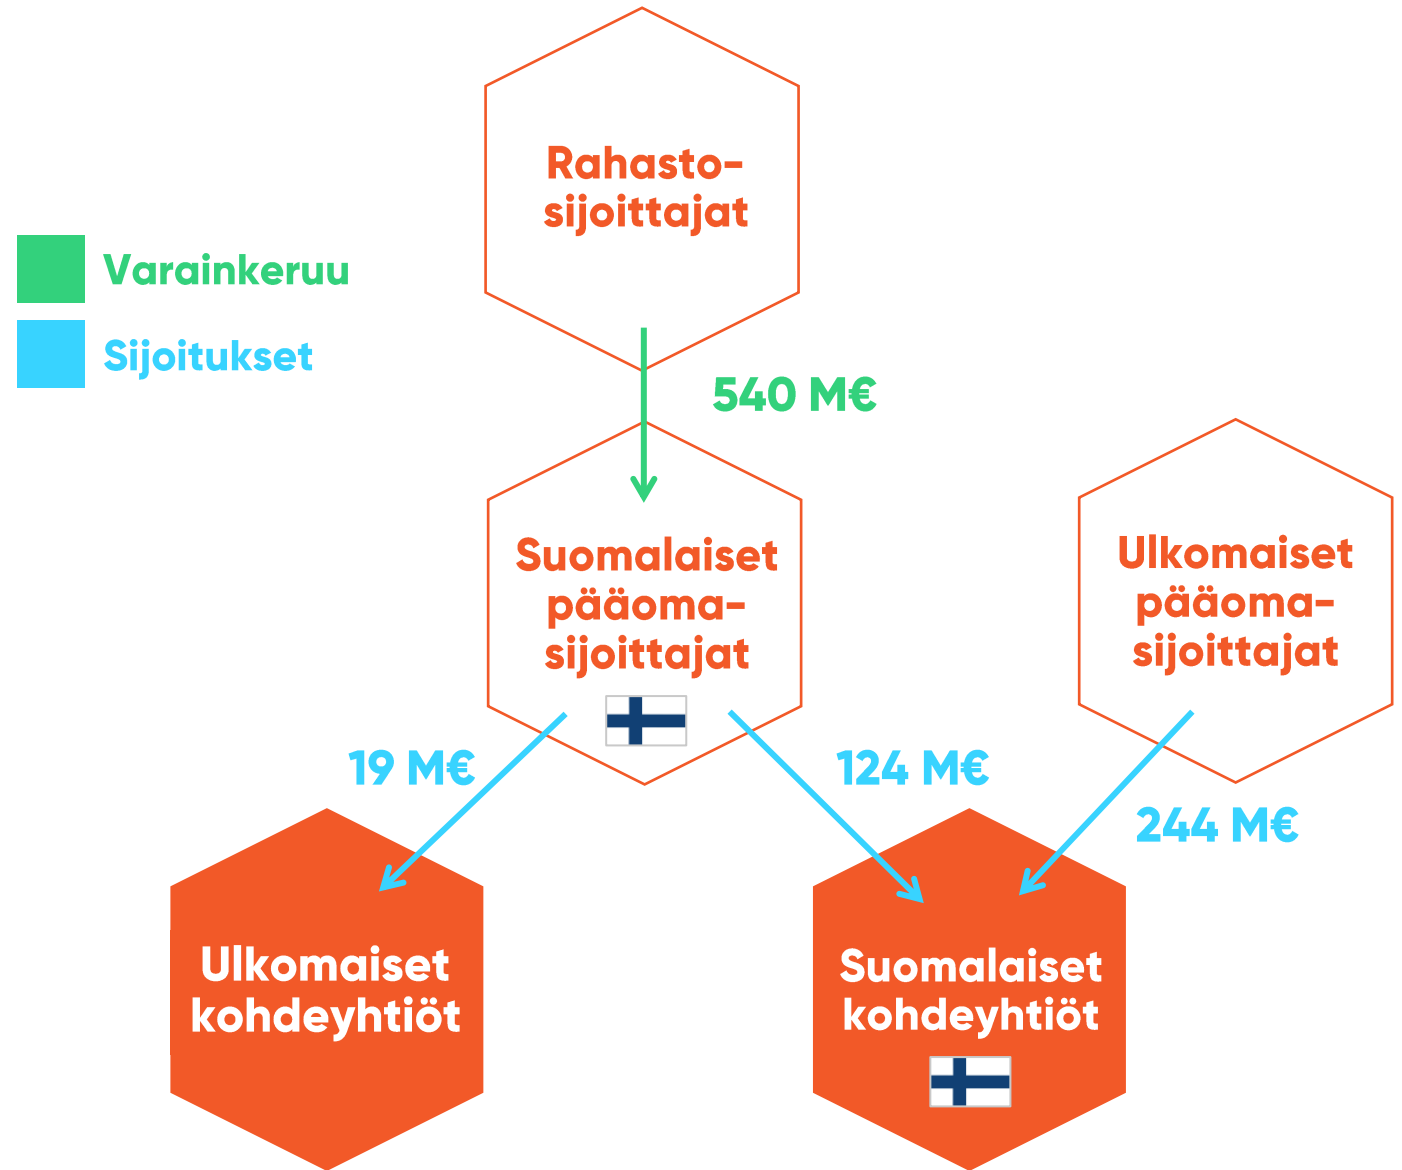 Rahasto-
sijoittajat
Varainkeruu
Sijoitukset
540 M€
Suomalaiset
pääoma-
sijoittajat
Ulkomaiset
pääoma-
sijoittajat
19 M€
124 M€
244 M€
Ulkomaiset
kohdeyhtiöt
Suomalaiset
kohdeyhtiöt